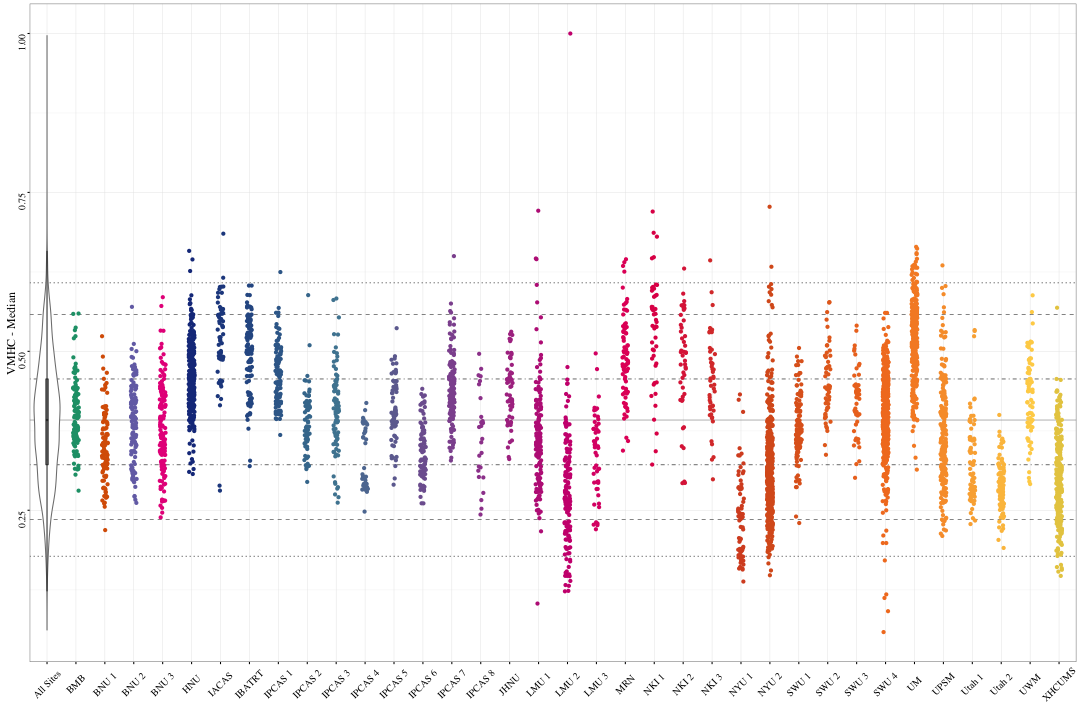 VMHC - Median
1.00
0.75
0.50
0.25
All Sites
BMB
BNU 1
BNU 2
BNU 3
HNU
IACAS
IBATRT
IPCAS 1
IPCAS 2
IPCAS 3
IPCAS 4
IPCAS 5
IPCAS 6
IPCAS 7
IPCAS 8
JHNU
LMU 1
LMU 2
LMU 3
MRN
NKI 1
NKI 2
NKI 3
NYU 1
NYU 2
SWU 1
SWU 2
SWU 3
SWU 4
UM
UPSM
Utah 1
Utah 2
UWM
XHCUMS